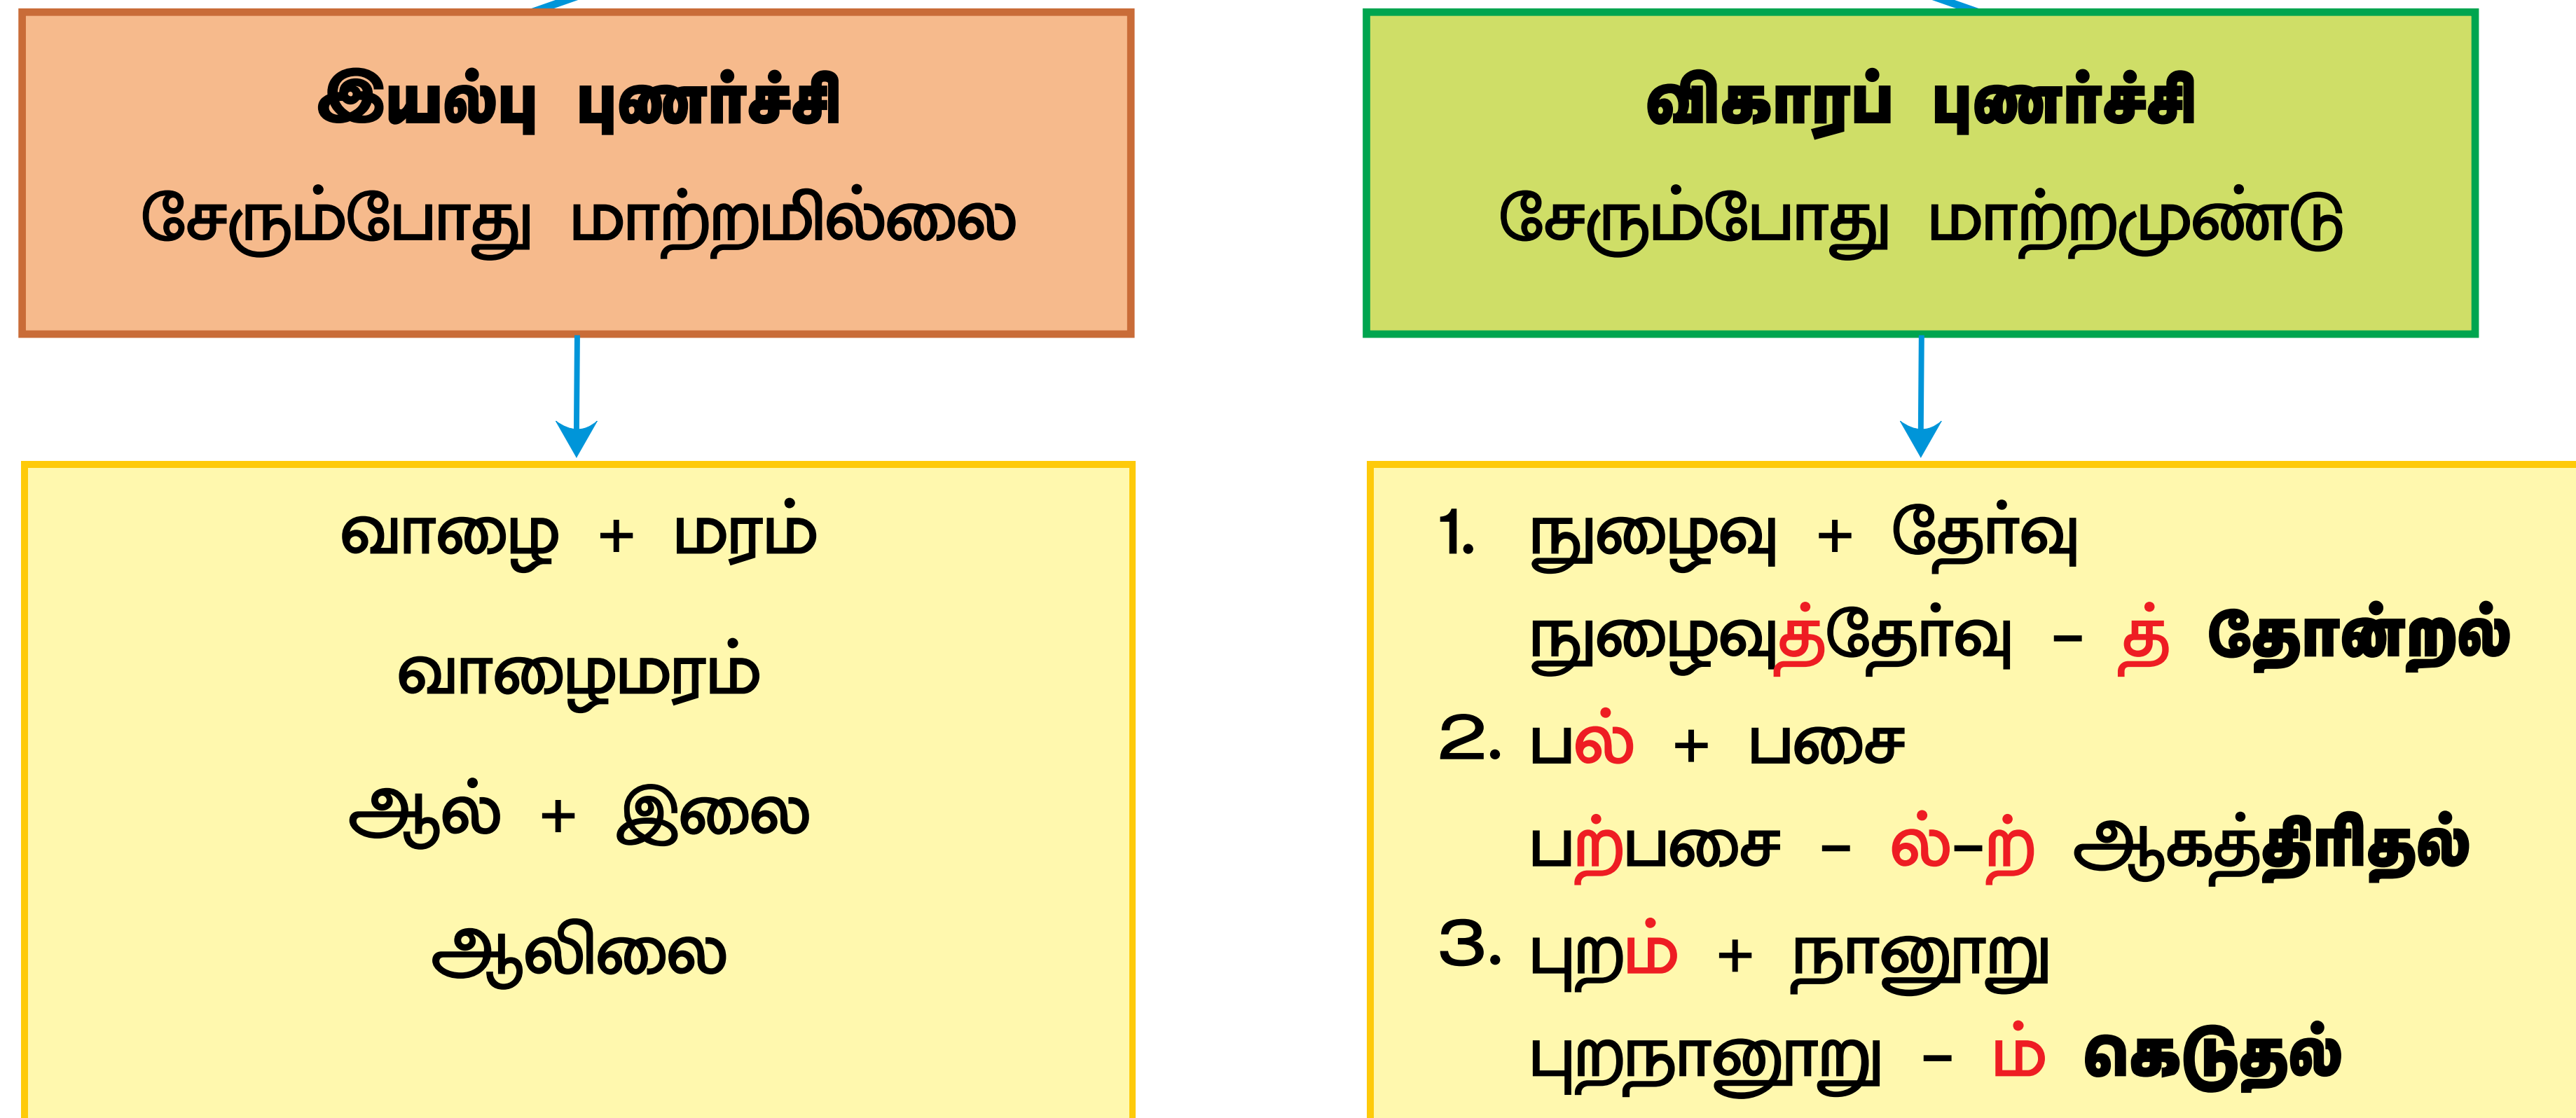 இயல்பு புணர்ச்சி
சேரும்போது மாற்றமில்லை
வாழை + மரம்
வாழைமரம்
ஆல் + இலை
ஆலிலை
விகாரப் புணர்ச்சி
சேரும்போது மாற்றமுண்டு
1. நுழைவு + தேர்வு
நுழைவுத்தேர்வு – த் தோன்றல்
2. பல் + பசை
பற்பசை – ல்–ற் ஆகத்திரிதல்
3. புறம் + நானூறு
புறநானூறு – ம் கெடுதல்